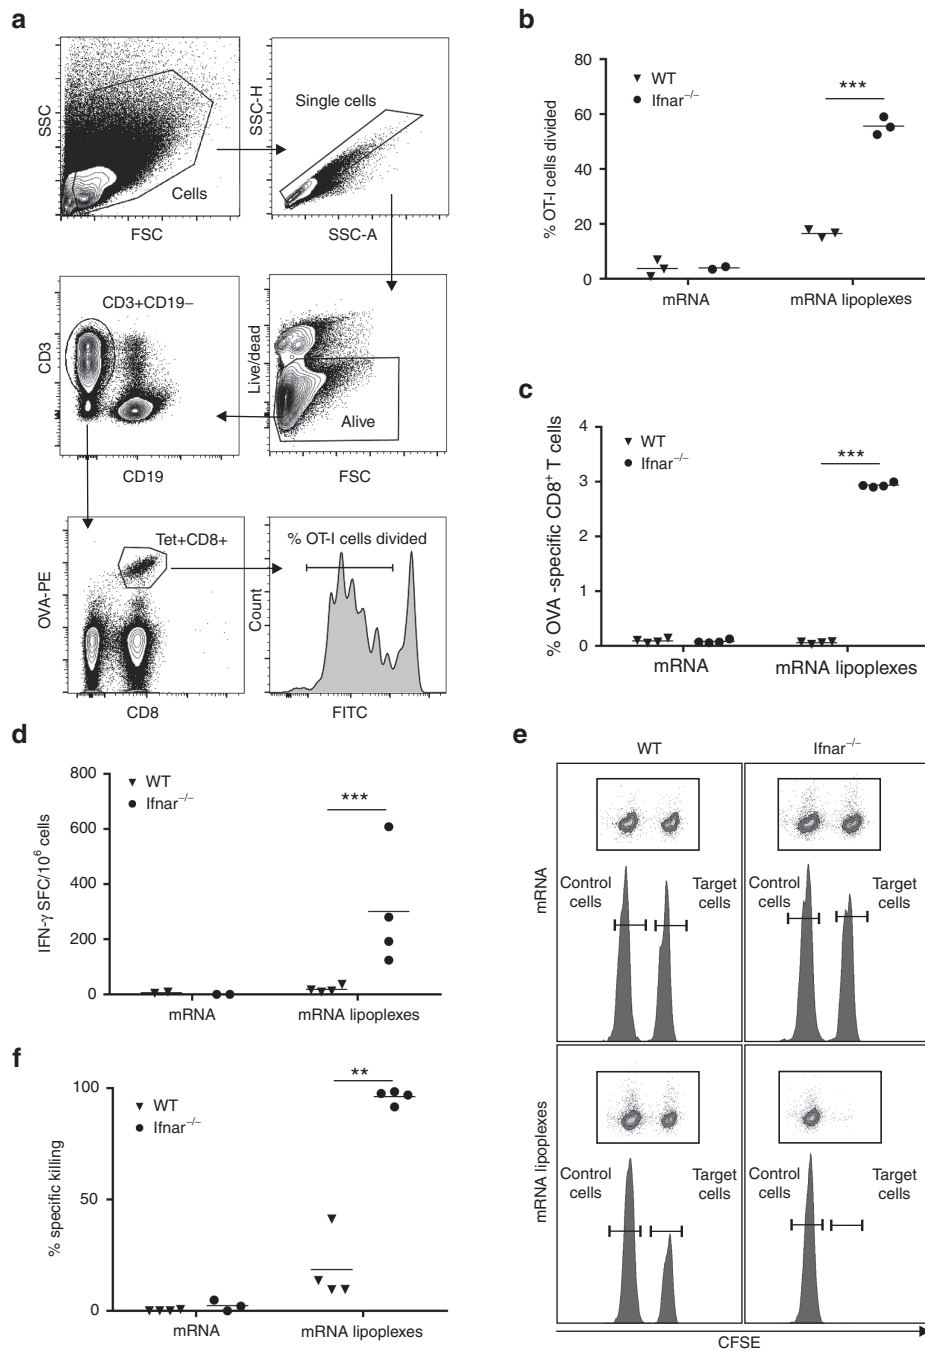 a
SSC
Cells
FSC
SSC-H
Single cells
SSC-A
CD3
CD3+CD19–
CD19
Live/dead
Alive
FSC
OVA-PE
Tet+CD8+
CD8
Count
% OT-I cells divided
FITC
b
% OT-I cells divided
80
60
40
20
0
WT
Ifnar–/–
***
mRNA
mRNA lipoplexes
c
% OVA -specific CD8+ T cells
4
3
2
1
0
WT
Ifnar–/–
***
mRNA
mRNA lipoplexes
d
IFN-γ SFC/10⁶ cells
800
600
400
200
0
WT
Ifnar–/–
***
mRNA
mRNA lipoplexes
e
WT
Ifnar–/–
mRNA
Control
cells
Target
cells
Control
cells
Target
cells
mRNA lipoplexes
Control
cells
Target
cells
Control
cells
Target
cells
CFSE
f
% specific killing
100
50
0
WT
Ifnar–/–
**
mRNA
mRNA lipoplexes